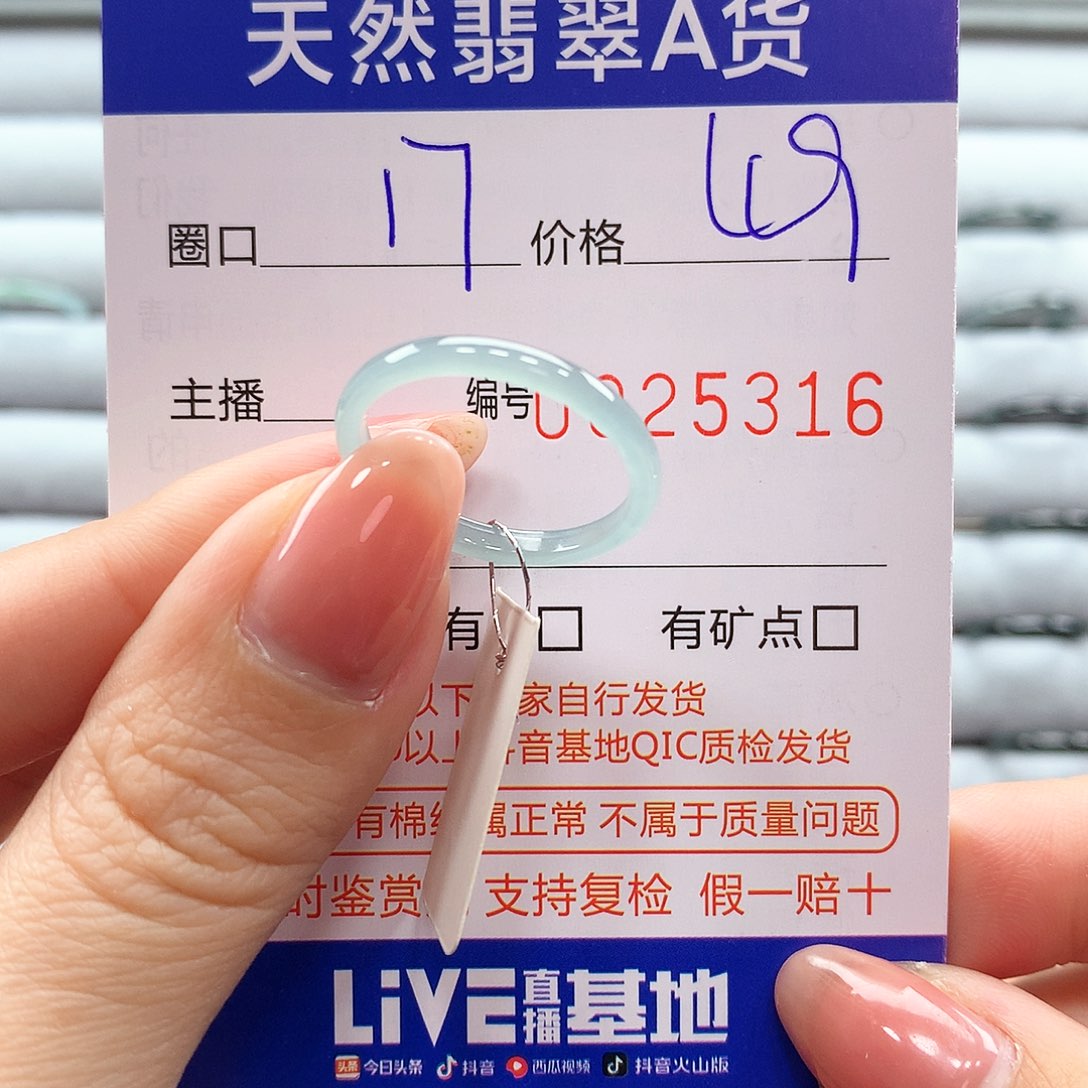 天然翡翠A货
圈口 17 价格 49
主播 编号 25316
有 □ 有矿点□
以下 家自行发货
以上 音基地QIC质检发货
有棉 属正常 不属于质量问题
时鉴赏 支持复检 假一赔十
LiVE直播基地
头条 今日头条 抖音 西瓜视频 抖音火山版